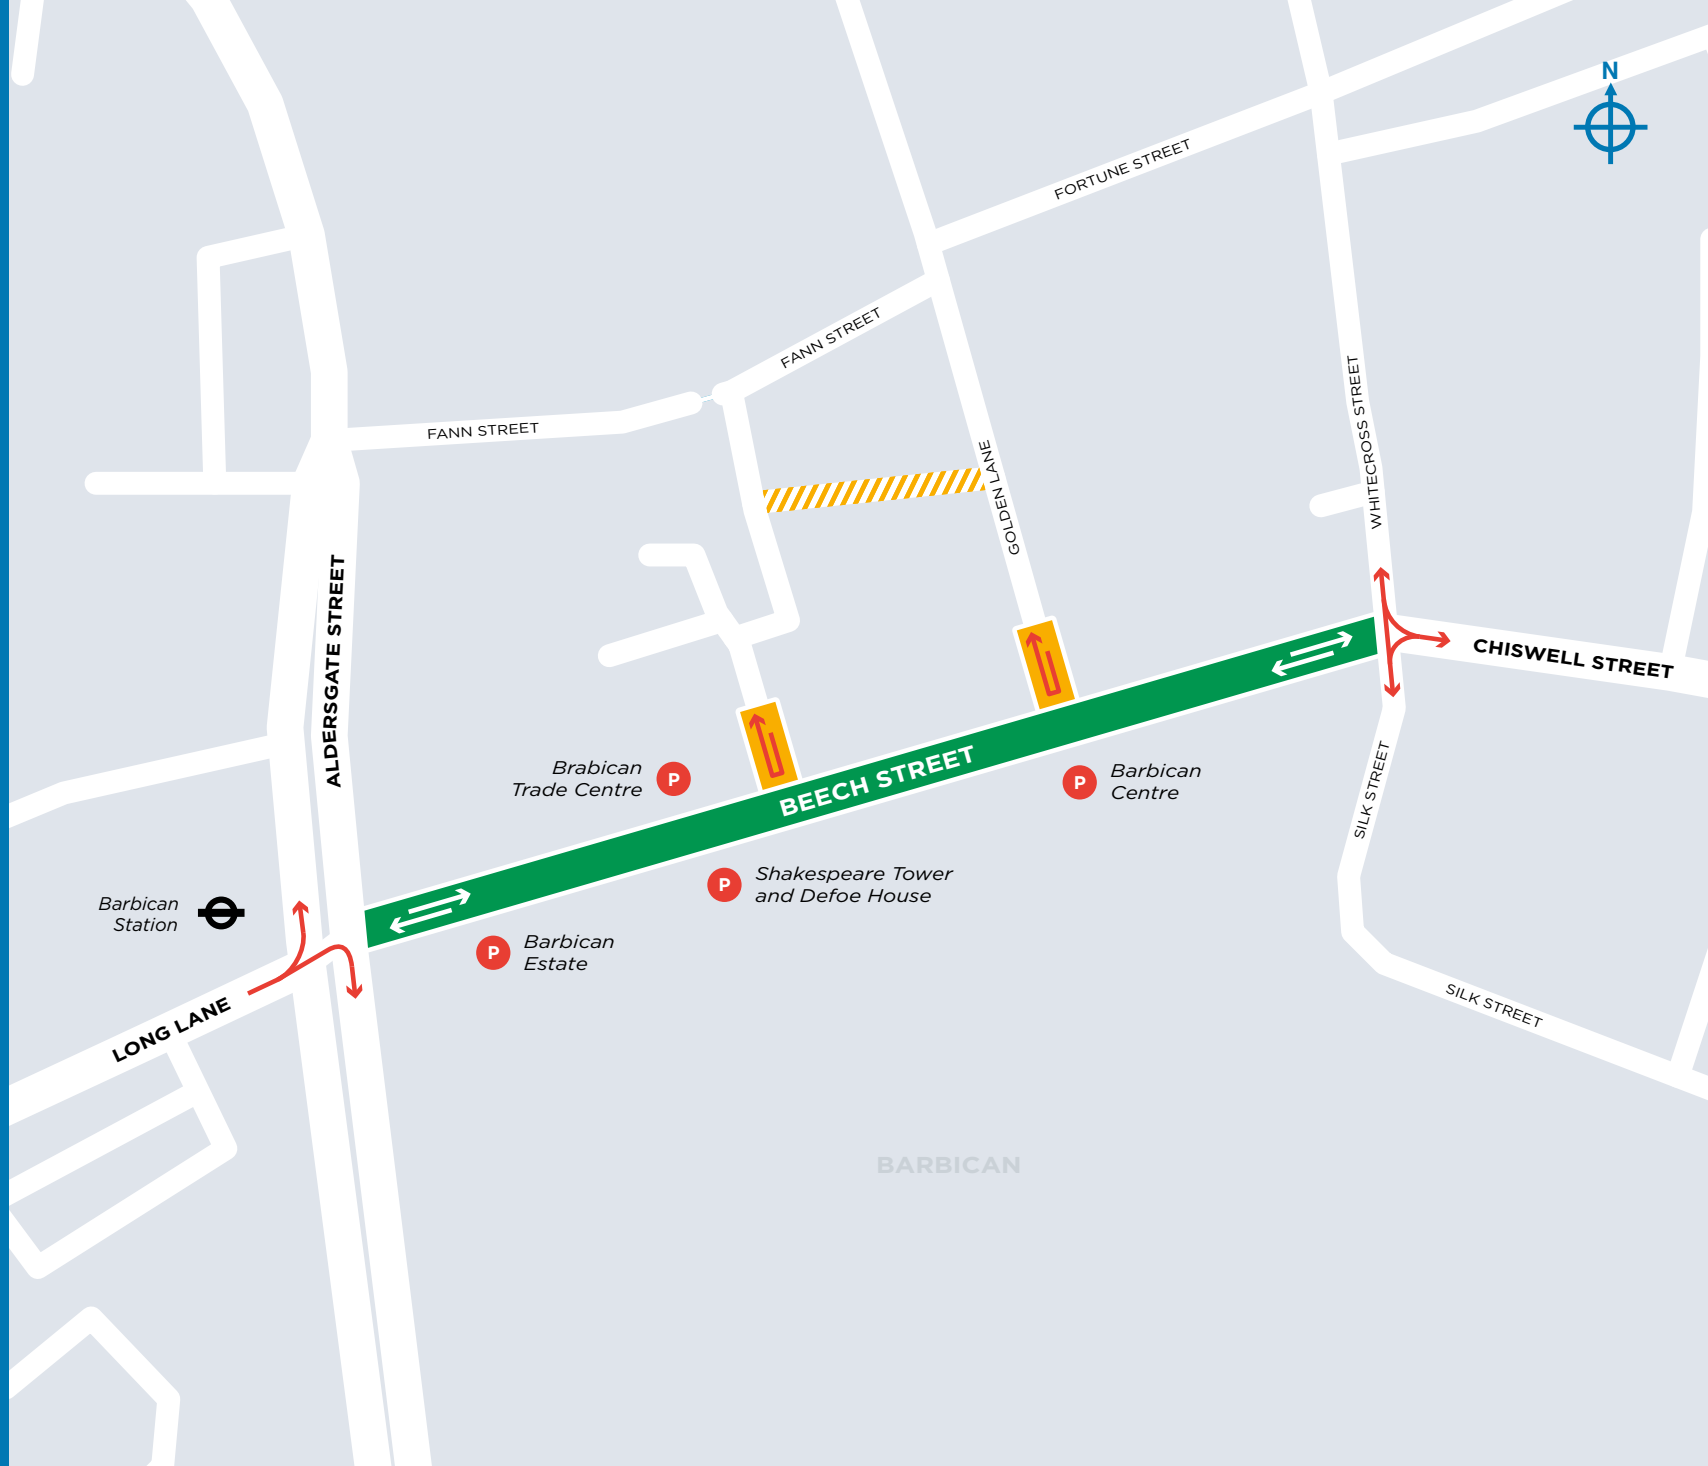 N
FORTUNE STREET
FANN STREET
FANN STREET
GOLDEN LANE
WHITECROSS STREET
ALDERSGATE STREET
CHISWELL STREET
BEECH STREET
Brabican
Trade Centre
P
P
Barbican
Centre
SILK STREET
P
Shakespeare Tower
and Defoe House
Barbican
Station
P
Barbican
Estate
LONG LANE
SILK STREET
BARBICAN